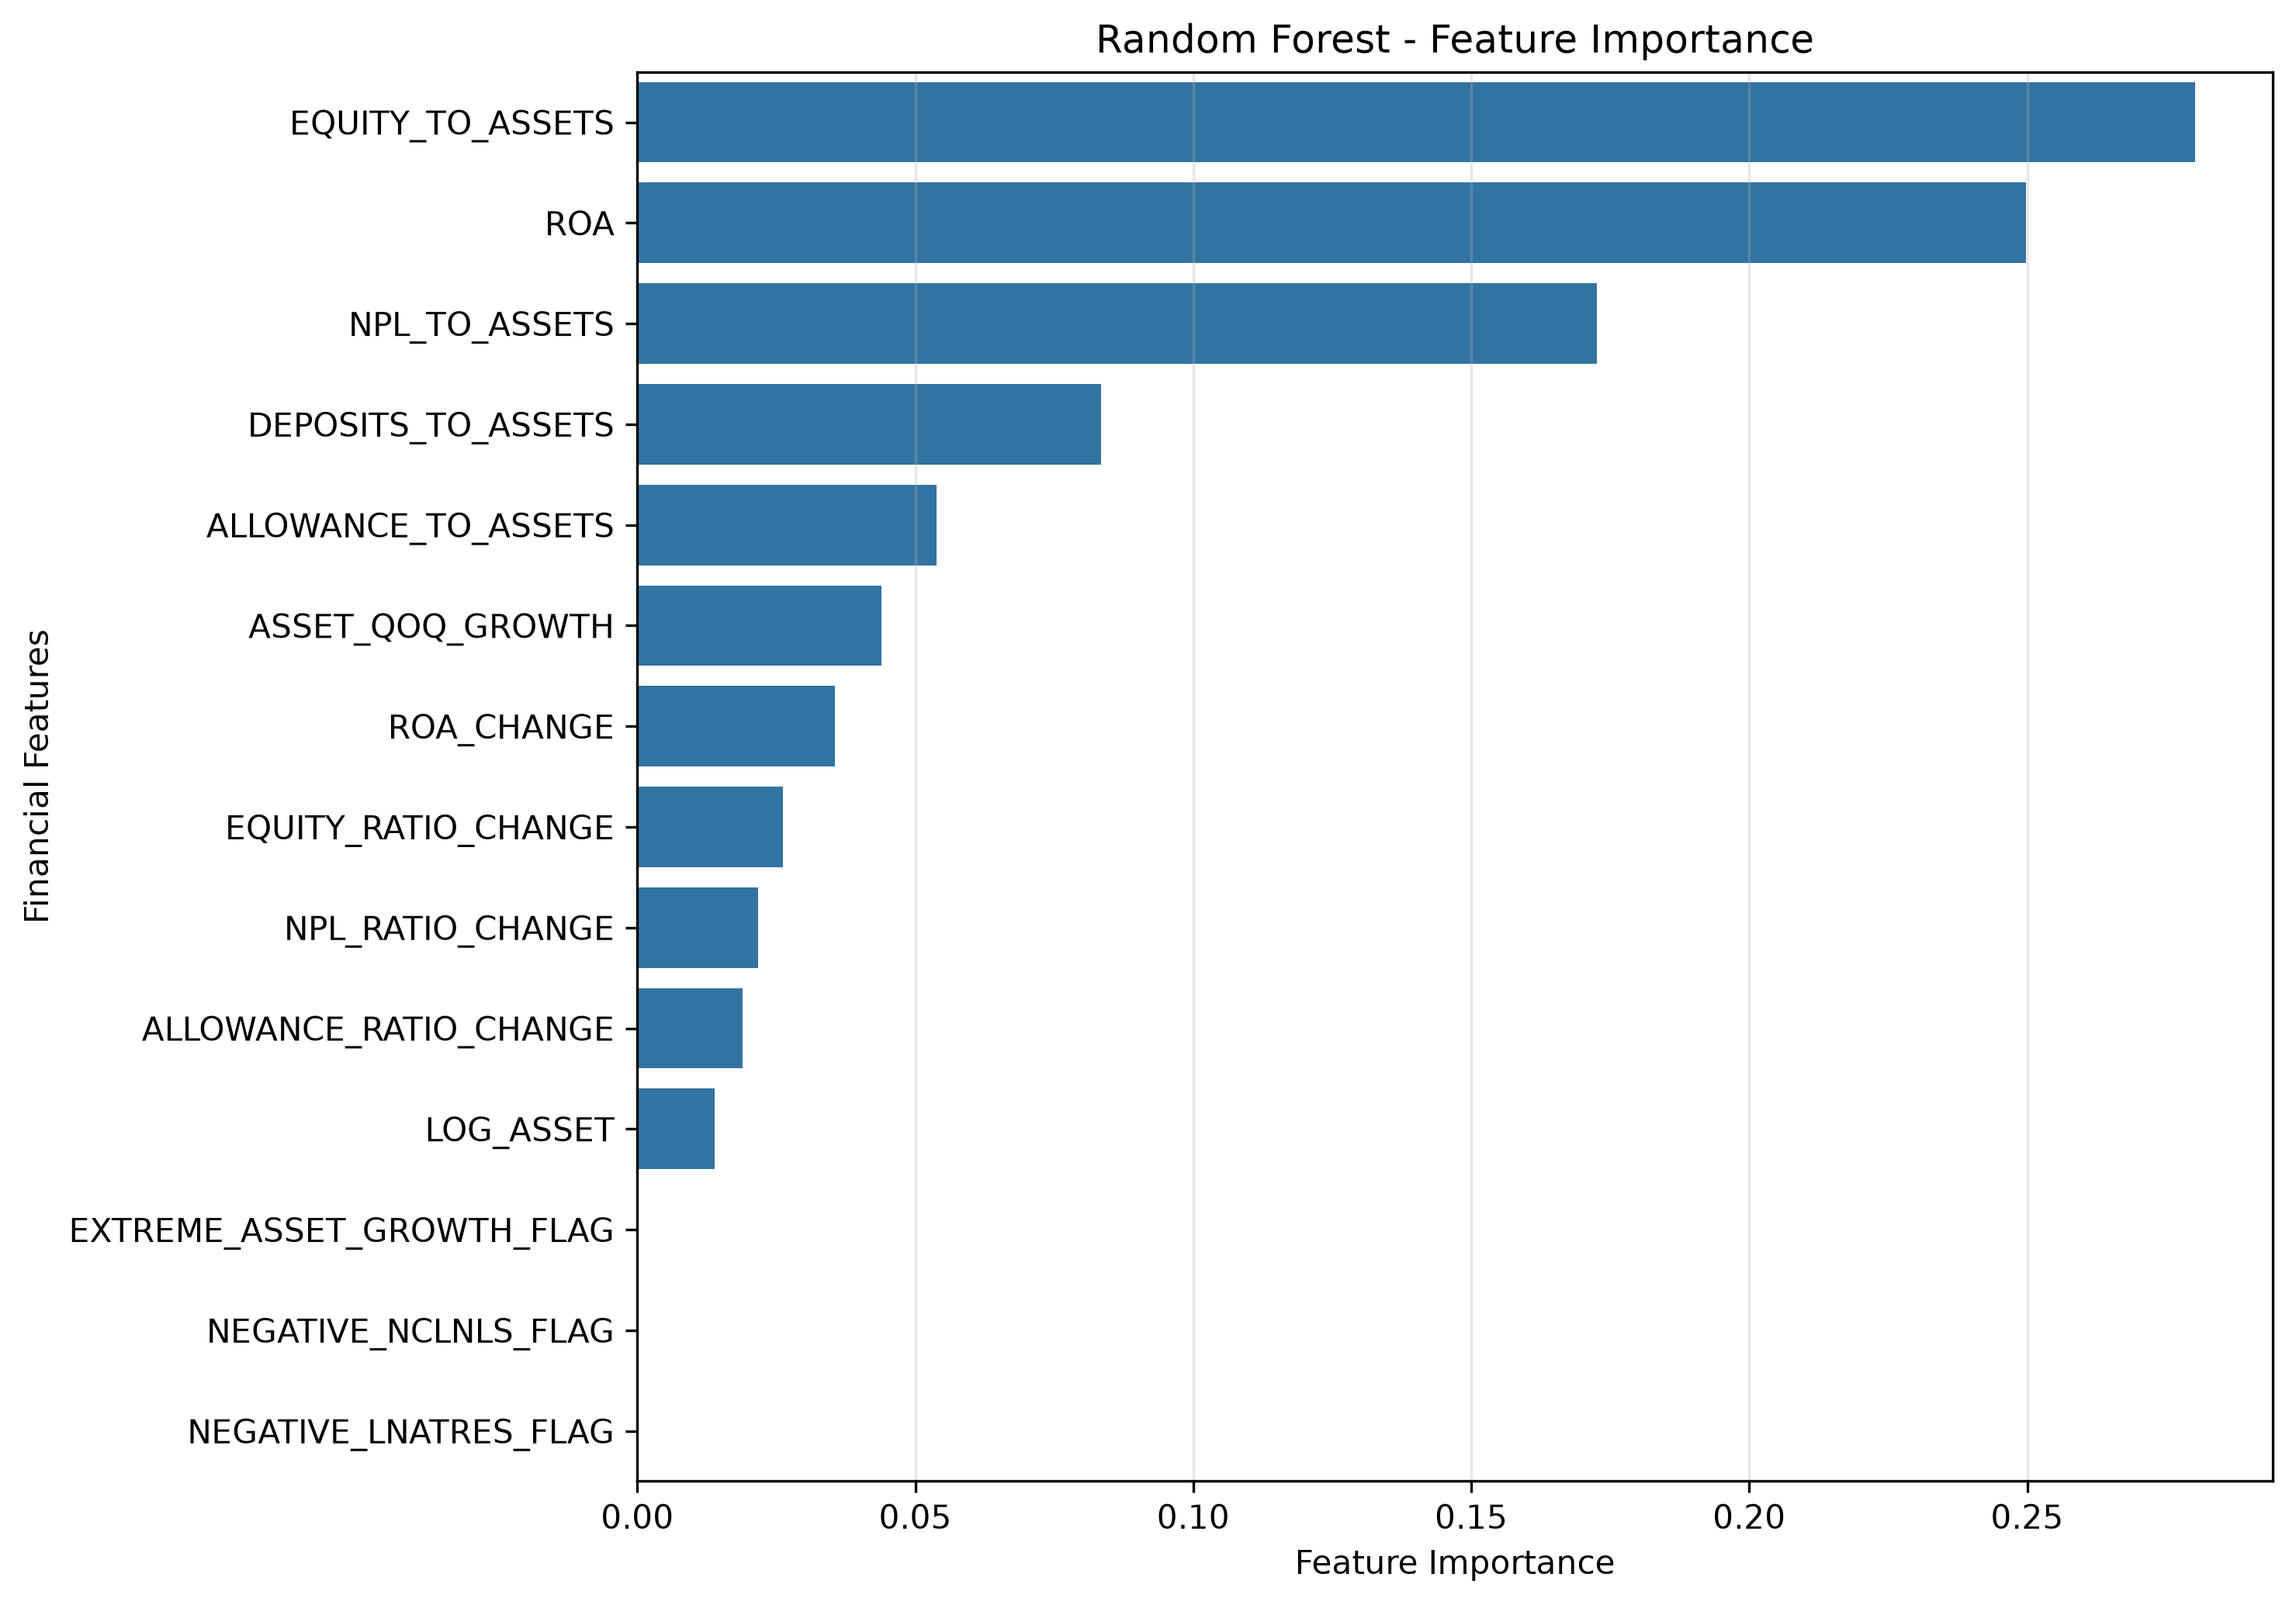 Random Forest - Feature Importance
EQUITY_TO_ASSETS
ROA
NPL_TO_ASSETS
DEPOSITS_TO_ASSETS
ALLOWANCE_TO_ASSETS
ASSET_QOQ_GROWTH
ROA_CHANGE
EQUITY_RATIO_CHANGE
NPL_RATIO_CHANGE
ALLOWANCE_RATIO_CHANGE
LOG_ASSET
EXTREME_ASSET_GROWTH_FLAG
NEGATIVE_NCLNLS_FLAG
NEGATIVE_LNATRES_FLAG
Financial Features
0.00 0.05 0.10 0.15 0.20 0.25
Feature Importance